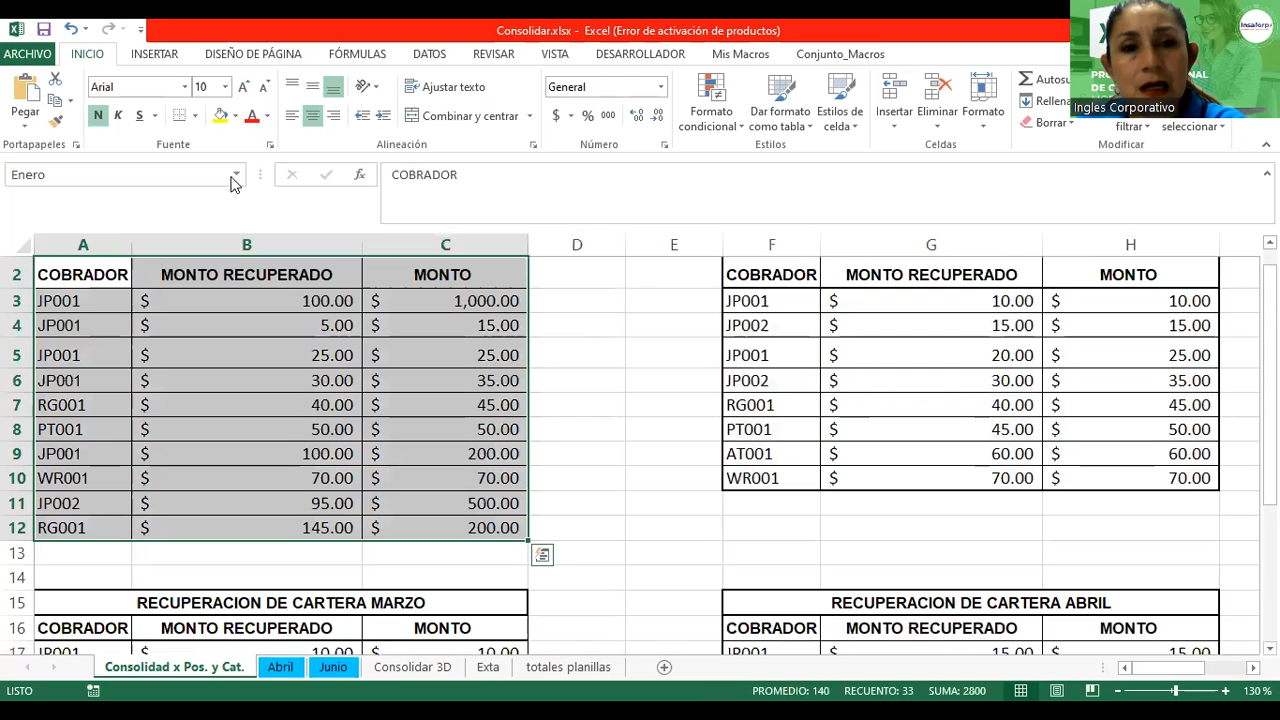 Consolidar.xlsx - Excel (Error de activación de productos)
ARCHIVO INICIO INSERTAR DISEÑO DE PÁGINA FÓRMULAS DATOS REVISAR VISTA DESARROLLADOR Mis Macros Conjunto_Macros
Insaforp
Ingles Corporativo
Pegar
Arial 10
N K S
Ajustar texto
Combinar y centrar
General
$ % 000
Formato condicional
Dar formato como tabla
Estilos de celda
Insertar Eliminar Formato
Autosu
Rellena
Borrar
filtrar seleccionar
Portapapeles Fuente Alineación Número Estilos Celdas Modificar
Enero fx COBRADOR
A B C D E F G H
2 COBRADOR MONTO RECUPERADO MONTO COBRADOR MONTO RECUPERADO MONTO
3 JP001 $ 100.00 $ 1,000.00 JP001 $ 10.00 $ 10.00
4 JP001 $ 5.00 $ 15.00 JP002 $ 15.00 $ 15.00
5 JP001 $ 25.00 $ 25.00 JP001 $ 20.00 $ 25.00
6 JP001 $ 30.00 $ 35.00 JP002 $ 30.00 $ 35.00
7 RG001 $ 40.00 $ 45.00 RG001 $ 40.00 $ 45.00
8 PT001 $ 50.00 $ 50.00 PT001 $ 45.00 $ 50.00
9 JP001 $ 100.00 $ 200.00 AT001 $ 60.00 $ 60.00
10 WR001 $ 70.00 $ 70.00 WR001 $ 70.00 $ 70.00
11 JP002 $ 95.00 $ 500.00
12 RG001 $ 145.00 $ 200.00
13
14
15 RECUPERACION DE CARTERA MARZO RECUPERACION DE CARTERA ABRIL
16 COBRADOR MONTO RECUPERADO MONTO COBRADOR MONTO RECUPERADO MONTO
17 JP001 $ 10.00 $ 10.00 JP001 $ 15.00 $ 15.00
Consolidad x Pos. y Cat. Abril Junio Consolidar 3D Exta totales planillas
LISTO PROMEDIO: 140 RECUENTO: 33 SUMA: 2800 130 %